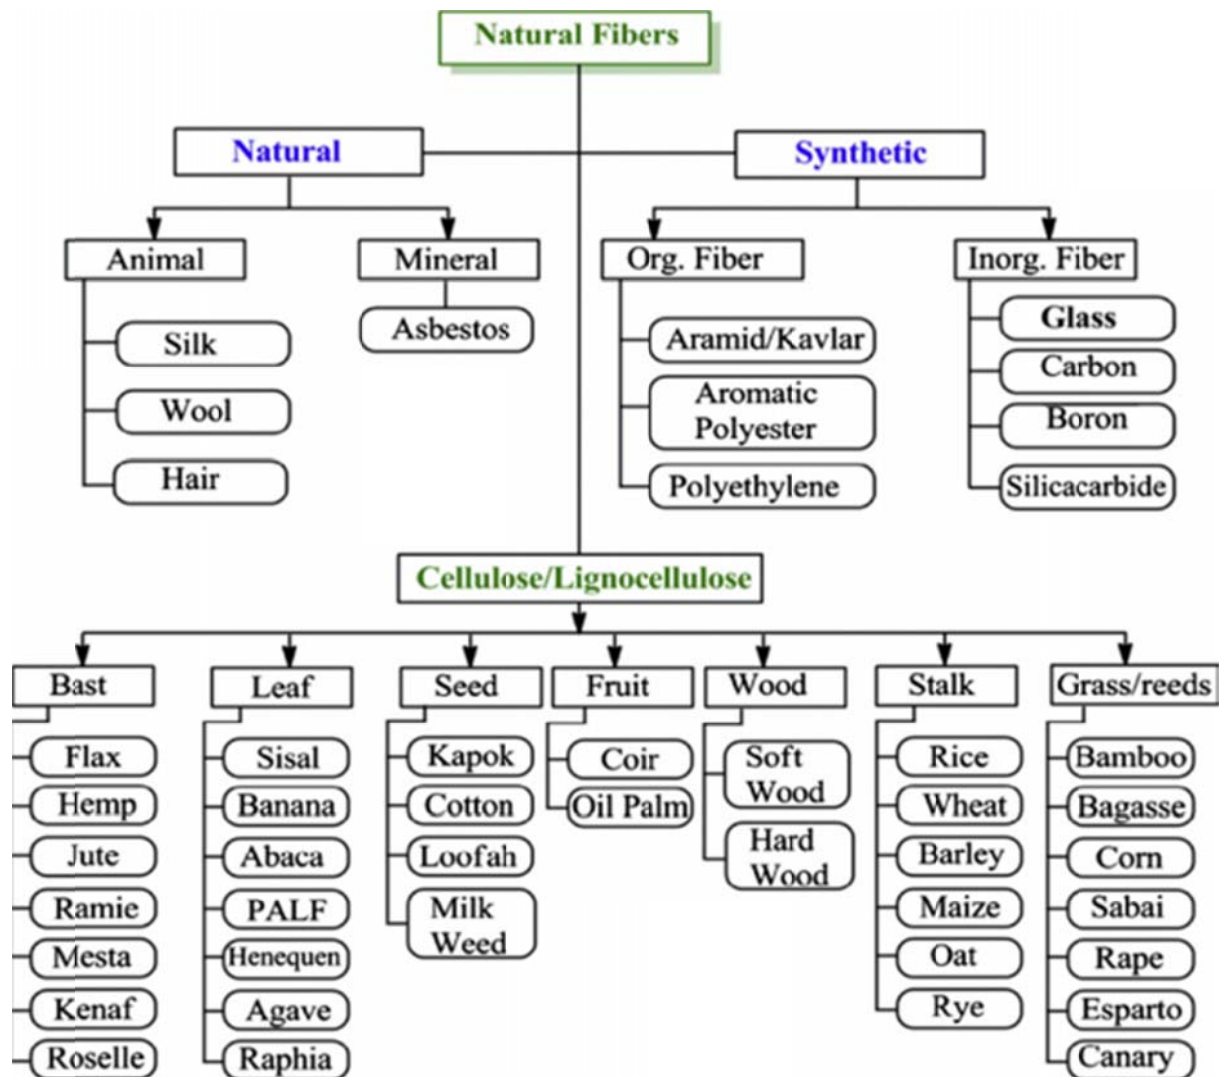 Natural Fibers
Natural
Synthetic
Animal
Mineral
Org. Fiber
Inorg. Fiber
Silk
Wool
Hair
Asbestos
Aramid/Kavlar
Aromatic
Polyester
Polyethylene
Glass
Carbon
Boron
Silicacarbide
Cellulose/Lignocellulose
Bast
Flax
Hemp
Jute
Ramie
Mesta
Kenaf
Roselle
Leaf
Sisal
Banana
Abaca
PALF
Henequen
Agave
Raphia
Seed
Kapok
Cotton
Loofah
Milk
Weed
Fruit
Coir
Oil Palm
Wood
Soft
Wood
Hard
Wood
Stalk
Rice
Wheat
Barley
Maize
Oat
Rye
Grass/reeds
Bamboo
Bagasse
Corn
Sabai
Rape
Esparto
Canary